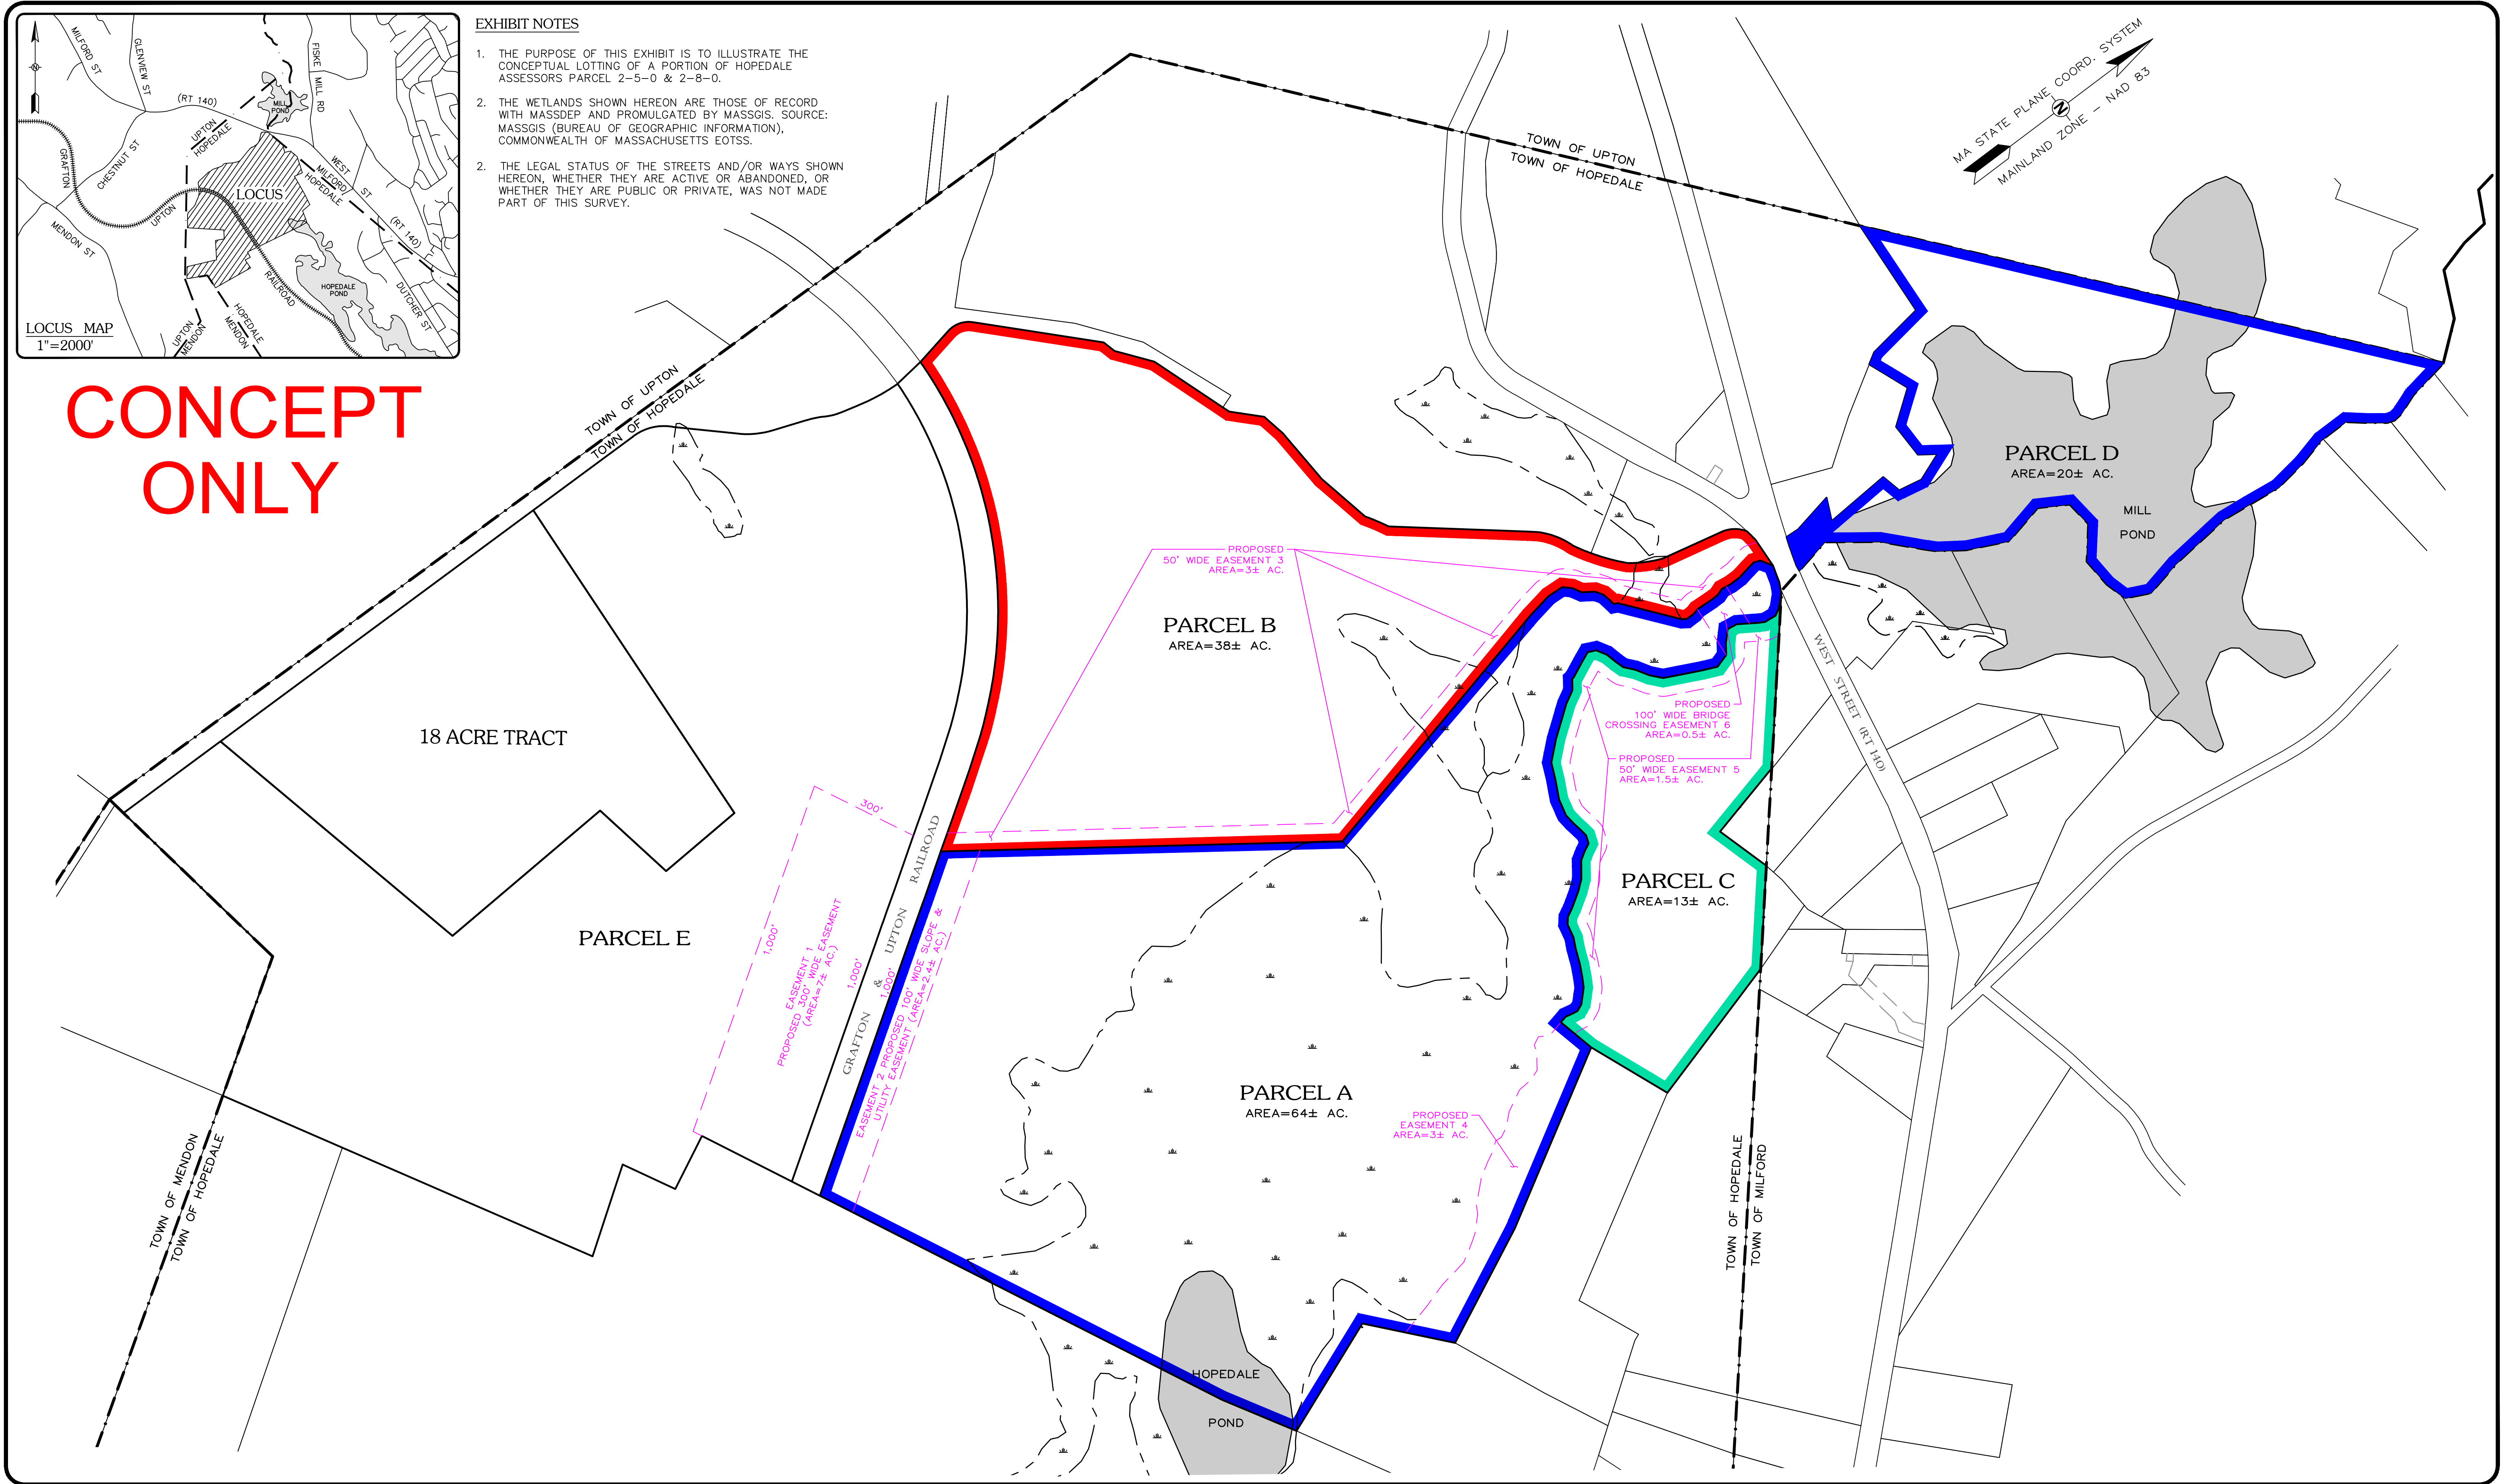 MILFORD ST
GLENVIEW ST
FISKE MILL RD
(RT 140)
MILL
POND
UPTON
HOPEDALE
GRAFTON
CHESTNUT ST
WEST ST
MILFORD
HOPEDALE
LOCUS
UPTON
(RT 140)
MENDON ST
RAILROAD
HOPEDALE
POND
DUTCHER ST
UPTON
MENDON
HOPEDALE
MENDON
LOCUS MAP
1"=2000'
N
EXHIBIT NOTES
1. THE PURPOSE OF THIS EXHIBIT IS TO ILLUSTRATE THE
CONCEPTUAL LOTTING OF A PORTION OF HOPEDALE
ASSESSORS PARCEL 2-5-0 & 2-8-0.
2. THE WETLANDS SHOWN HEREON ARE THOSE OF RECORD
WITH MASSDEP AND PROMULGATED BY MASSGIS. SOURCE:
MASSGIS (BUREAU OF GEOGRAPHIC INFORMATION),
COMMONWEALTH OF MASSACHUSETTS EOTSS.
2. THE LEGAL STATUS OF THE STREETS AND/OR WAYS SHOWN
HEREON, WHETHER THEY ARE ACTIVE OR ABANDONED, OR
WHETHER THEY ARE PUBLIC OR PRIVATE, WAS NOT MADE
PART OF THIS SURVEY.
MA STATE PLANE COORD. SYSTEM
N
MAINLAND ZONE - NAD 83
CONCEPT
ONLY
TOWN OF UPTON
TOWN OF HOPEDALE
TOWN OF UPTON
TOWN OF HOPEDALE
PARCEL D
AREA=20± AC.
MILL
POND
PROPOSED
50' WIDE EASEMENT 3
AREA=3± AC.
PARCEL B
AREA=38± AC.
WEST STREET (RT 140)
PROPOSED
100' WIDE BRIDGE
CROSSING EASEMENT 6
AREA=0.5± AC.
PROPOSED
50' WIDE EASEMENT 5
AREA=1.5± AC.
18 ACRE TRACT
300'
PARCEL C
AREA=13± AC.
PARCEL E
1,000'
EASEMENT 1
PROPOSED 300' WIDE EASEMENT
(AREA=7± AC.)
1,000'
GRAFTON & UPTON RAILROAD
1,000'
EASEMENT 2 PROPOSED 100' WIDE SLOPE &
UTILITY EASEMENT (AREA=2.4± AC.)
PARCEL A
AREA=64± AC.
PROPOSED
EASEMENT 4
AREA=3± AC.
TOWN OF MENDON
TOWN OF HOPEDALE
TOWN OF HOPEDALE
TOWN OF MILFORD
HOPEDALE
POND